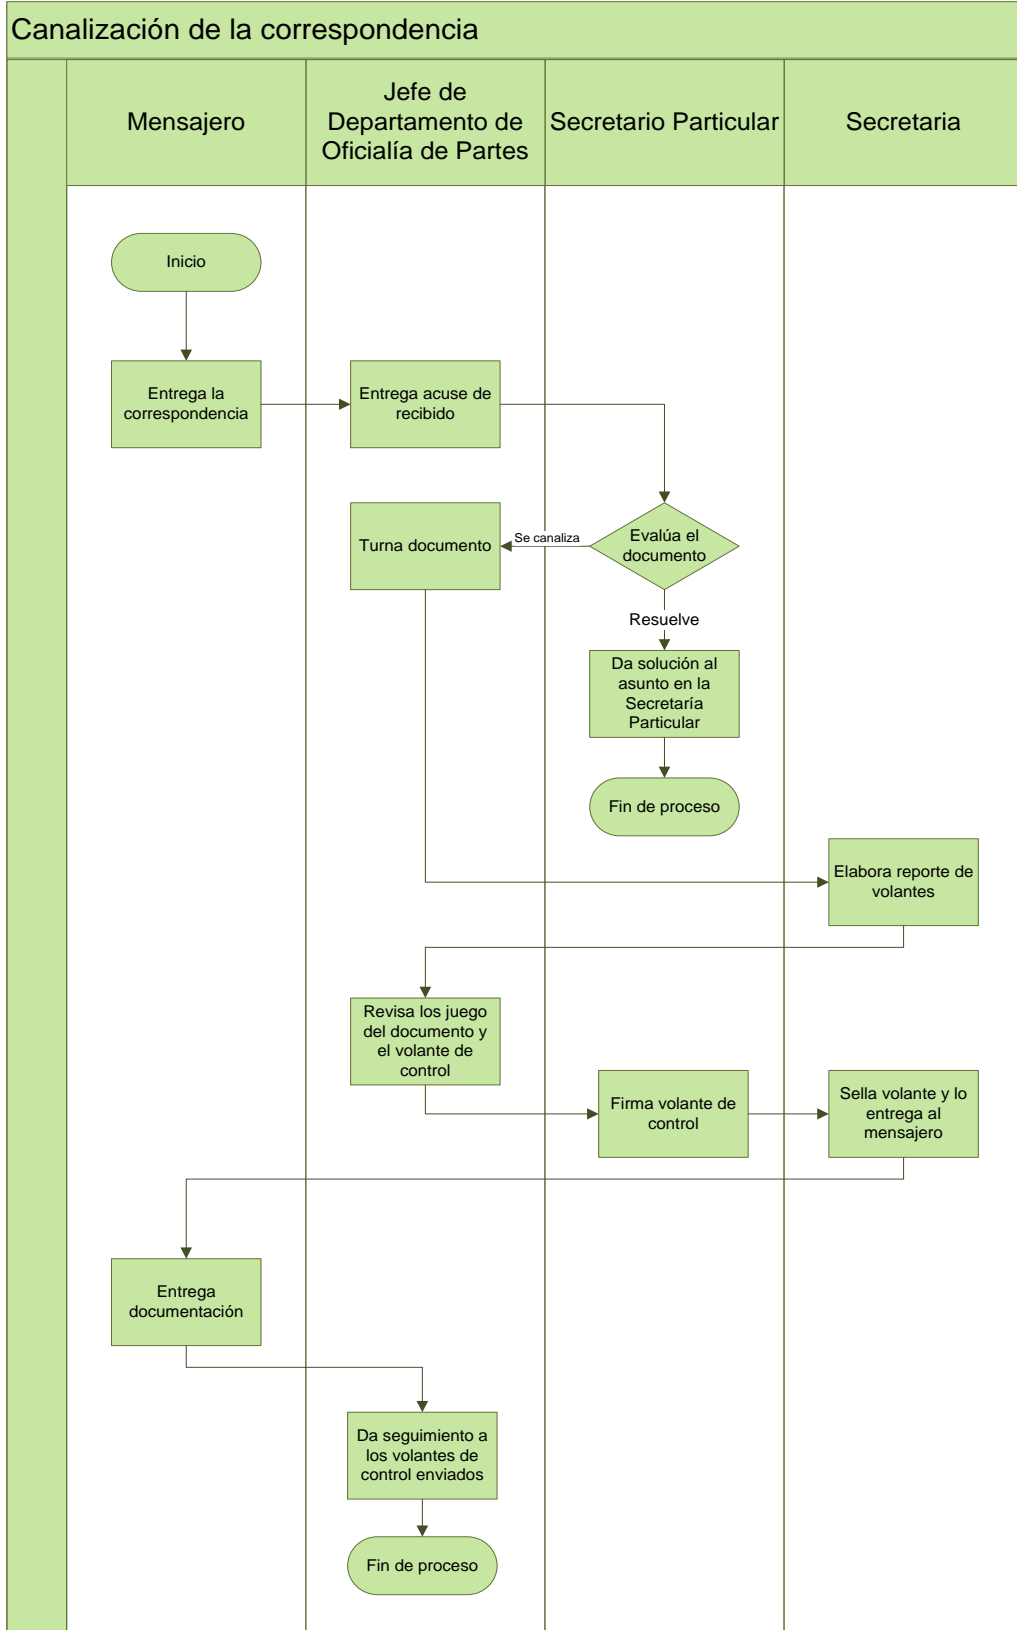 Canalización de la correspondencia
Mensajero
Jefe de
Departamento de
Oficialía de Partes
Secretario Particular
Secretaria
Inicio
Entrega la
correspondencia
Entrega acuse de
recibido
Turna documento
Se canaliza
Evalúa el
documento
Resuelve
Da solución al
asunto en la
Secretaría
Particular
Fin de proceso
Elabora reporte de
volantes
Revisa los juego
del documento y
el volante de
control
Firma volante de
control
Sella volante y lo
entrega al
mensajero
Entrega
documentación
Da seguimiento a
los volantes de
control enviados
Fin de proceso